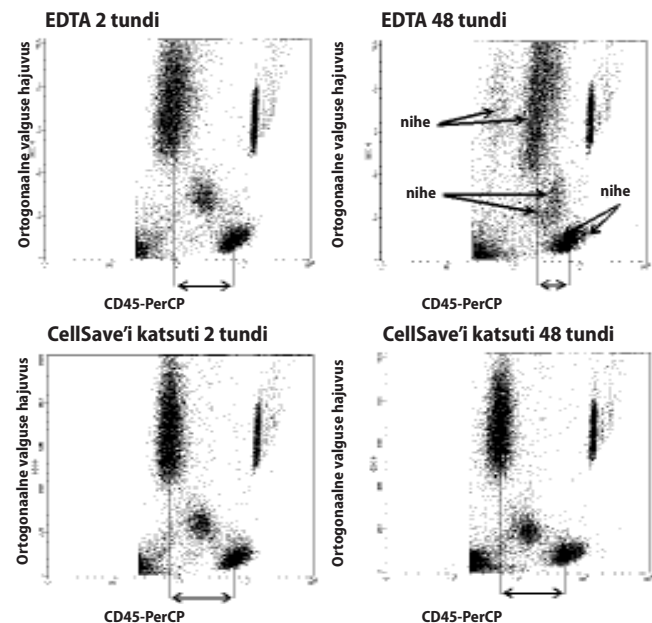 EDTA 2 tundi
EDTA 48 tundi
Ortogonaalne valguse hajuvus
Ortogonaalne valguse hajuvus
nihe
nihe
nihe
CD45-PerCP
CD45-PerCP
CellSave'i katsuti 2 tundi
CellSave'i katsuti 48 tundi
Ortogonaalne valguse hajuvus
Ortogonaalne valguse hajuvus
CD45-PerCP
CD45-PerCP